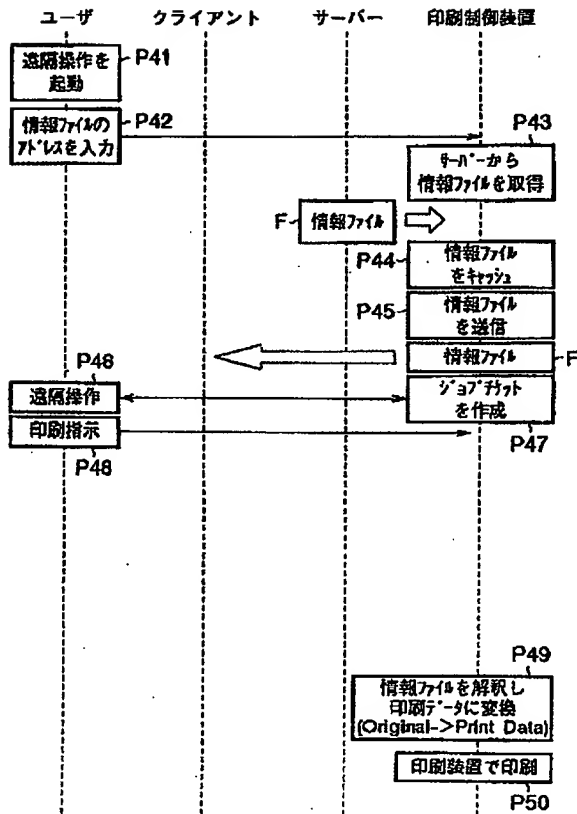 ユーザ
クライアント
サーバー
印刷制御装置
遠隔操作を
起動
P41
情報ファイルの
アドレスを入力
P42
P43
サーバーから
情報ファイルを取得
F
情報ファイル
P44
情報ファイル
をキャッシュ
P45
情報ファイル
を送信
情報ファイル
F
P46
遠隔操作
ジョブチケット
を作成
P47
印刷指示
P48
P49
情報ファイルを解釈し
印刷データに変換
(Original->Print Data)
印刷装置で印刷
P50